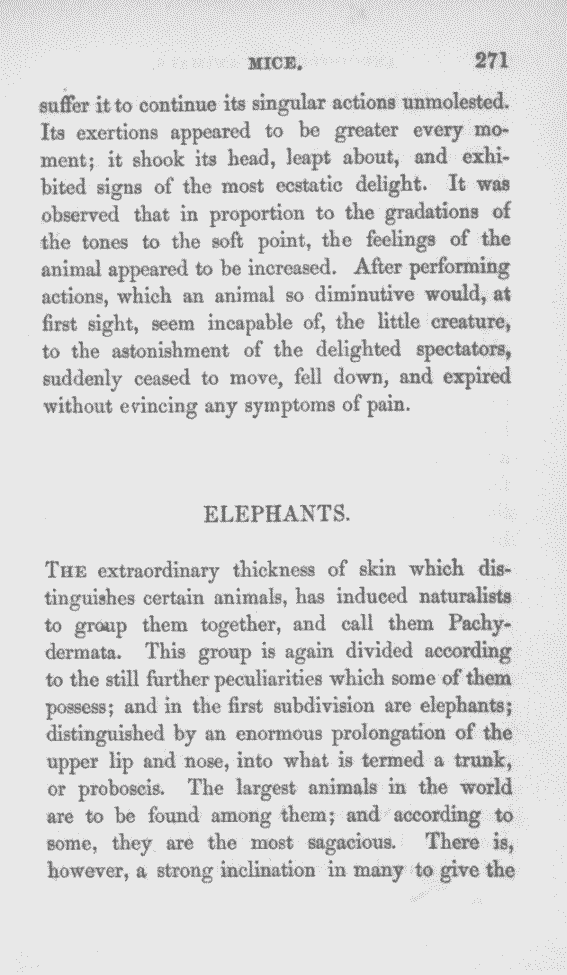 MICE. 271
suffer it to continue its singular actions unmolested.
Its exertions appeared to be greater every mo-
ment; it shook its head, leapt about, and exhi-
bited signs of the most ecstatic delight. It was
observed that in proportion to the gradations of
the tones to the soft point, the feelings of the
animal appeared to be increased. After performing
actions, which an animal so diminutive would, at
first sight, seem incapable of, the little creature,
to the astonishment of the delighted spectators,
suddenly ceased to move, fell down, and expired
without evincing any symptoms of pain.
ELEPHANTS.
THE extraordinary thickness of skin which dis-
tinguishes certain animals, has induced naturalists
to group them together, and call them Pachy-
dermata. This group is again divided according
to the still further peculiarities which some of them
possess; and in the first subdivision are elephants;
distinguished by an enormous prolongation of the
upper lip and nose, into what is termed a trunk,
or proboscis. The largest animals in the world
are to be found among them; and according to
some, they are the most sagacious. There is,
however, a strong inclination in many to give the